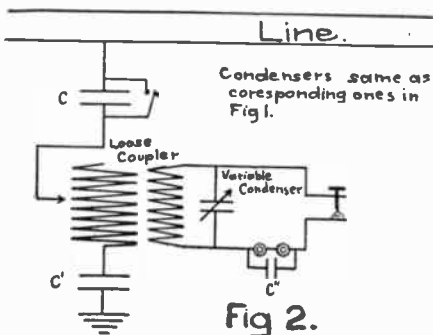 Line.
Condensers same as
coresponding ones in
Fig 1.
C
Loose
Coupler
Variable
Condenser
C'
C"
Fig 2.